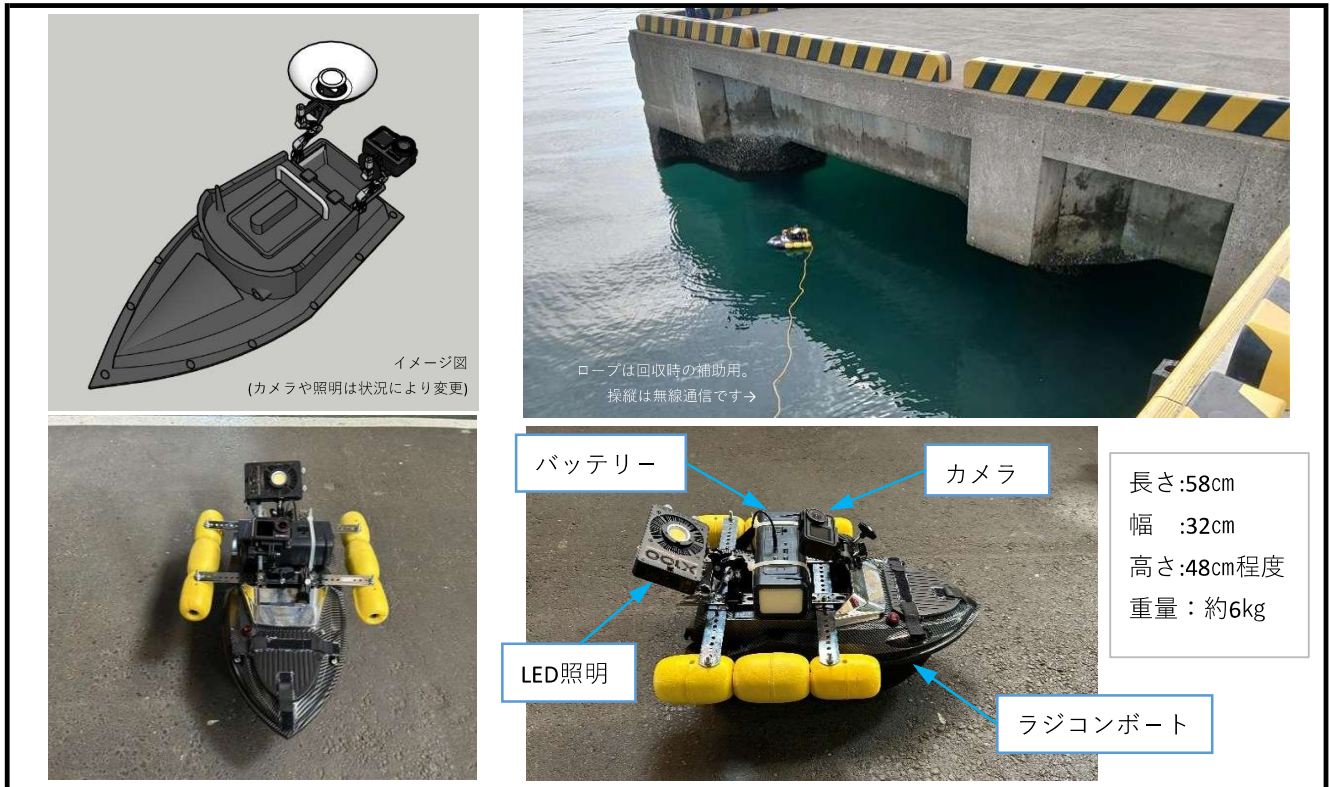 イメージ図
(カメラや照明は状況により変更)
ロープは回収時の補助用。
操縦は無線通信です→
バッテリー
カメラ
XIOO
LED照明
ラジコンボート
長さ:58㎝
幅　:32㎝
高さ:48㎝程度
重量：約6㎏